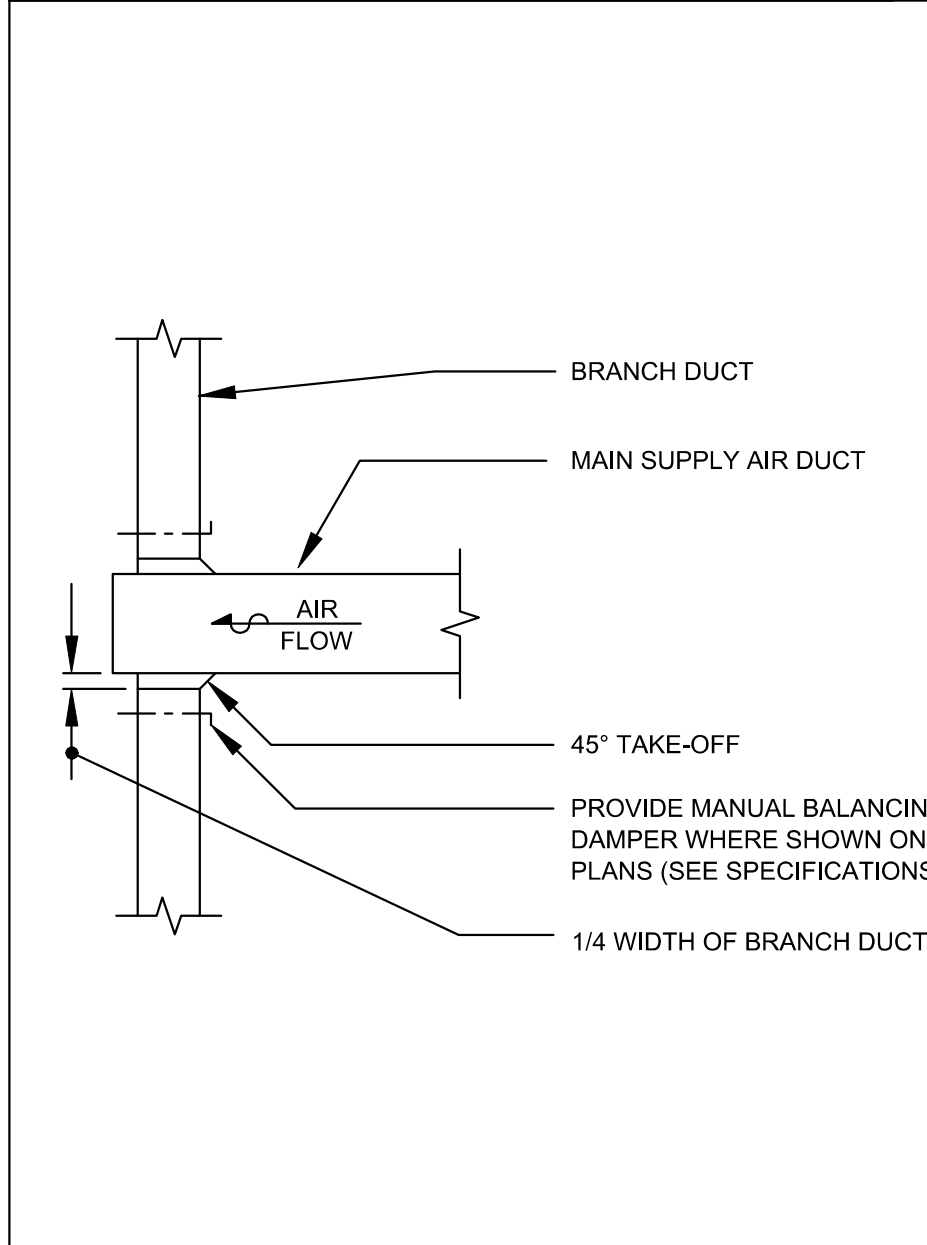 BRANCH DUCT
MAIN SUPPLY AIR DUCT
AIR
FLOW
45° TAKE-OFF
PROVIDE MANUAL BALANCIN
DAMPER WHERE SHOWN ON
PLANS (SEE SPECIFICATIONS
1/4 WIDTH OF BRANCH DUCT